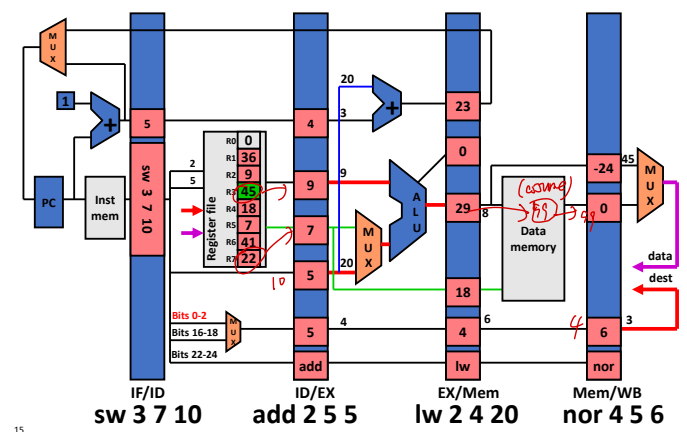 M U X
1
+
PC
Inst mem
5
sw 3 7 10
2
5
Register file
R0 0
R1 36
R2 9
R3 45
R4 18
R5 7
R6 41
R7 22
10
Bits 0-2
Bits 16-18
Bits 22-24
M U X
4
9
7
5
5
add
20
3
9
20
4
+
M U X
A L U
23
0
29
18
4
lw
8
6
(assume)
99
99
Data memory
4
-24
0
6
nor
45
3
M U X
data
dest
IF/ID
ID/EX
EX/Mem
Mem/WB
sw 3 7 10
add 2 5 5
lw 2 4 20
nor 4 5 6
15